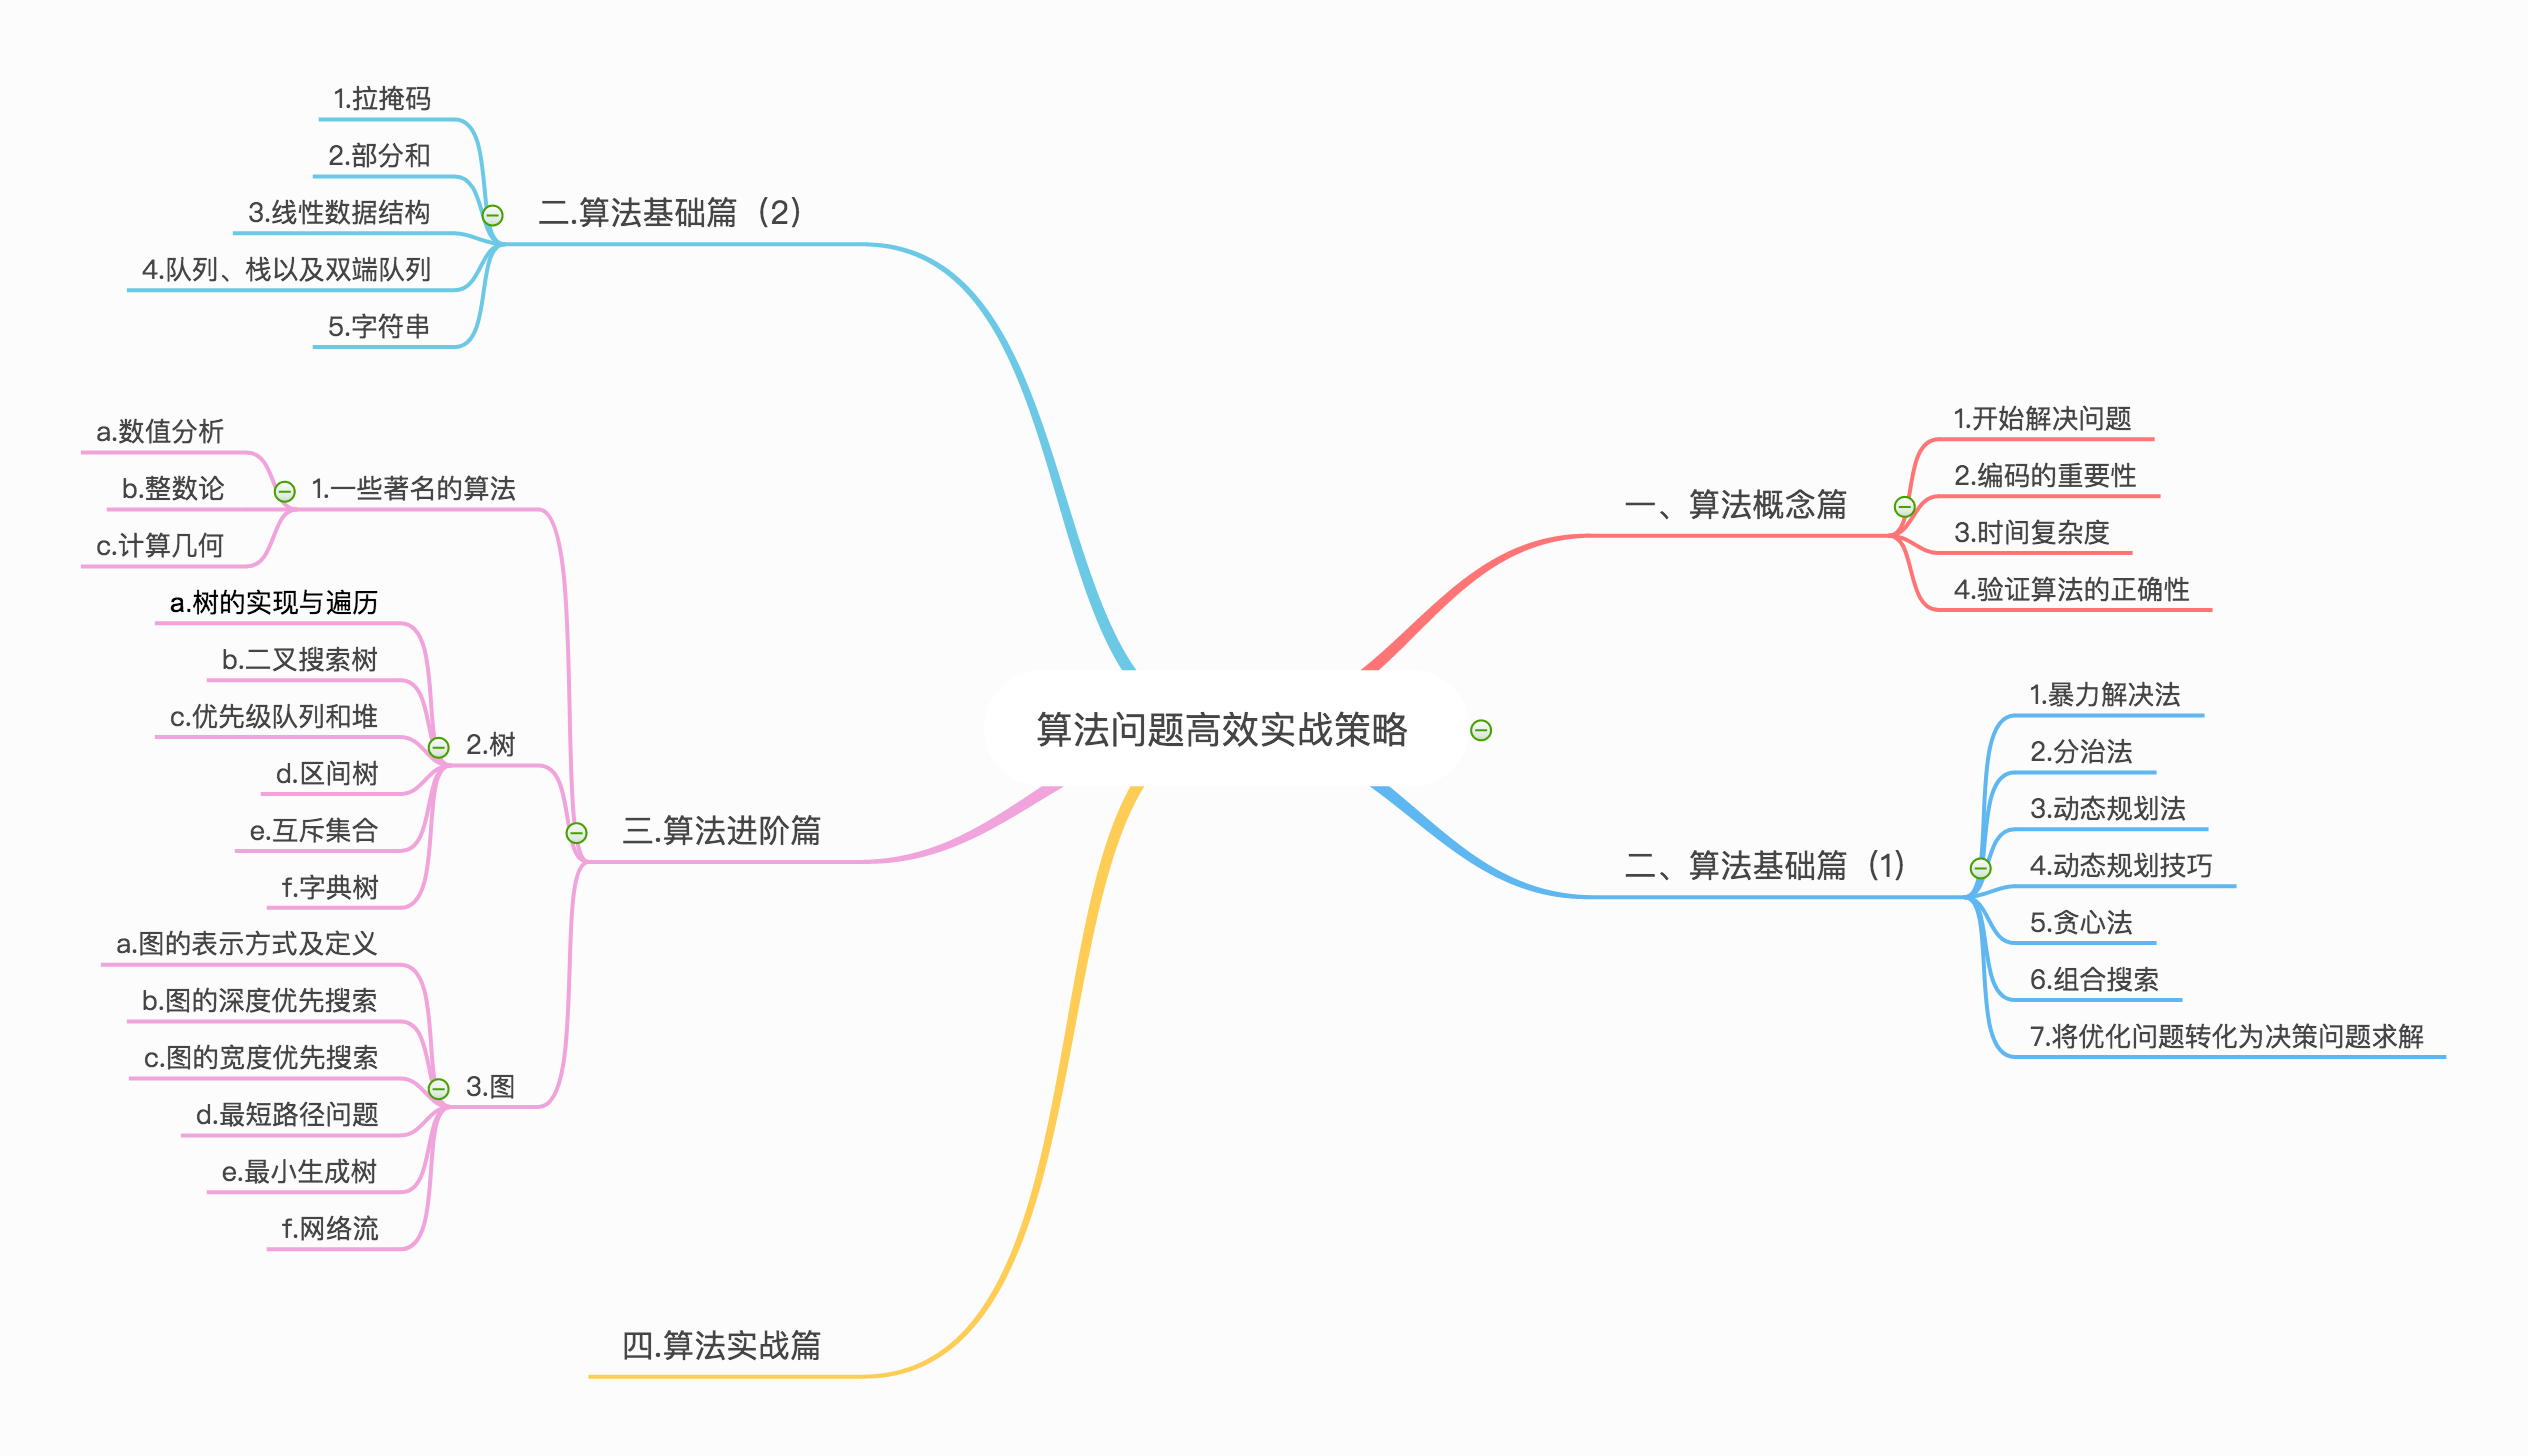 算法问题高效实战策略
一、算法概念篇
1.开始解决问题
2.编码的重要性
3.时间复杂度
4.验证算法的正确性
二、算法基础篇（1）
1.暴力解决法
2.分治法
3.动态规划法
4.动态规划技巧
5.贪心法
6.组合搜索
7.将优化问题转化为决策问题求解
二.算法基础篇（2）
1.拉掩码
2.部分和
3.线性数据结构
4.队列、栈以及双端队列
5.字符串
三.算法进阶篇
1.一些著名的算法
a.数值分析
b.整数论
c.计算几何
2.树
a.树的实现与遍历
b.二叉搜索树
c.优先级队列和堆
d.区间树
e.互斥集合
f.字典树
3.图
a.图的表示方式及定义
b.图的深度优先搜索
c.图的宽度优先搜索
d.最短路径问题
e.最小生成树
f.网络流
四.算法实战篇